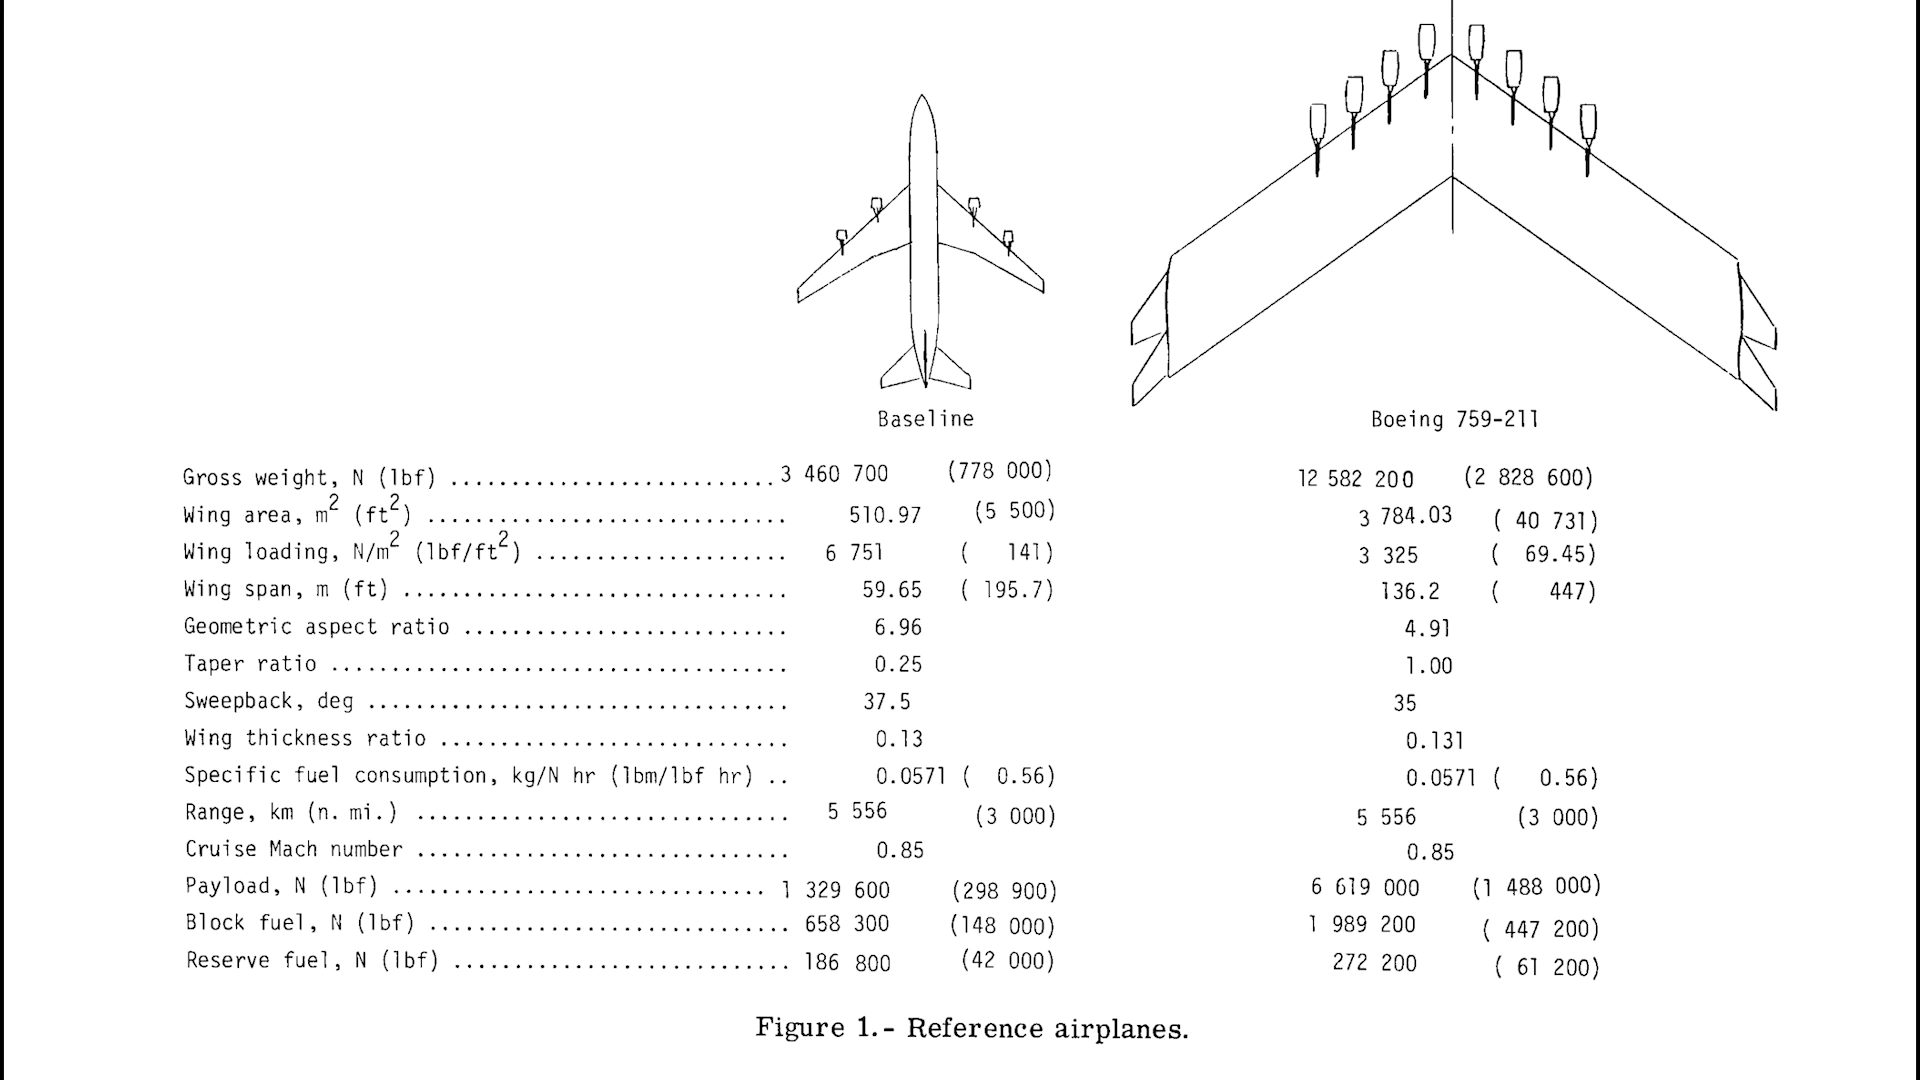 Baseline Boeing 759-211
Gross weight, N (lbf) ........................... 3 460 700 (778 000) 12 582 200 (2 828 600)
Wing area, m2 (ft2) .............................. 510.97 (5 500) 3 784.03 ( 40 731)
Wing loading, N/m2 (lbf/ft2) ..................... 6 751 ( 141) 3 325 ( 69.45)
Wing span, m (ft) ................................ 59.65 ( 195.7) 136.2 ( 447)
Geometric aspect ratio ........................... 6.96 4.91
Taper ratio ...................................... 0.25 1.00
Sweepback, deg ................................... 37.5 35
Wing thickness ratio ............................. 0.13 0.131
Specific fuel consumption, kg/N hr (lbm/lbf hr) .. 0.0571 ( 0.56) 0.0571 ( 0.56)
Range, km (n. mi.) ............................... 5 556 (3 000) 5 556 (3 000)
Cruise Mach number ............................... 0.85 0.85
Payload, N (lbf) ............................... 1 329 600 (298 900) 6 619 000 (1 488 000)
Block fuel, N (lbf) .............................. 658 300 (148 000) 1 989 200 ( 447 200)
Reserve fuel, N (lbf) ............................ 186 800 (42 000) 272 200 ( 61 200)
Figure 1.- Reference airplanes.